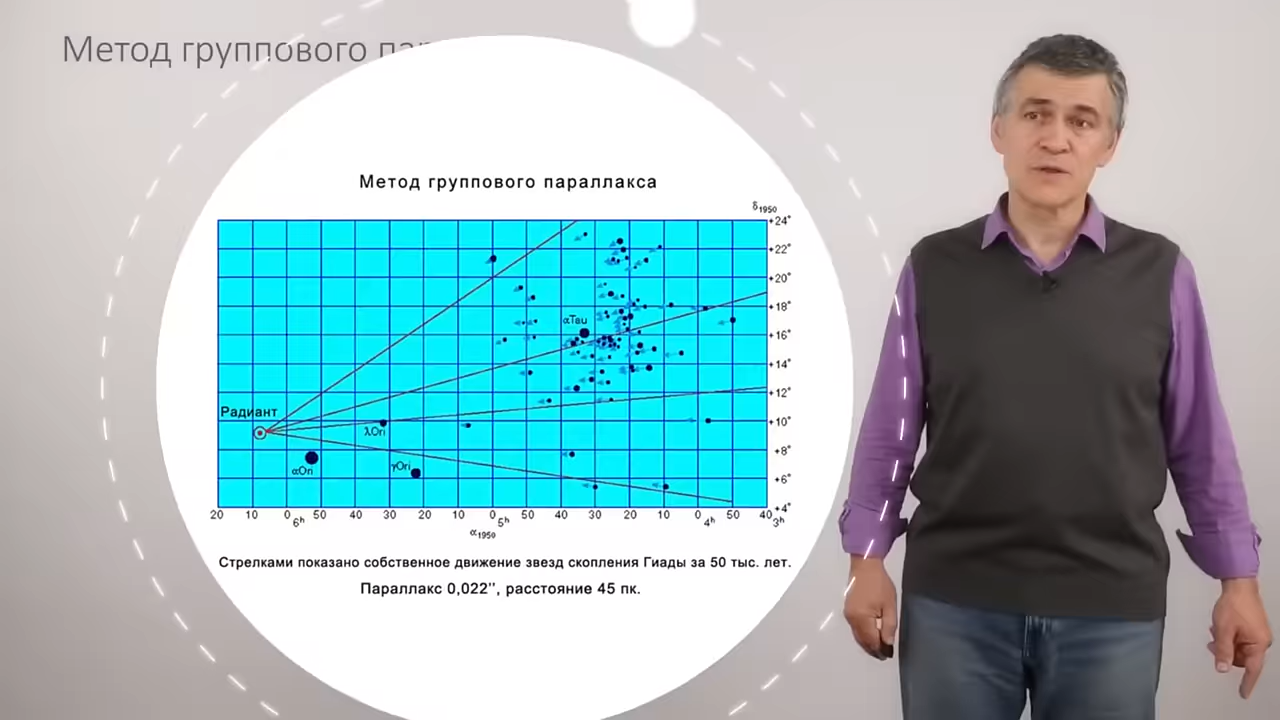 Метод группового пар
Метод группового параллакса
δ1950
+24°
+22°
+20°
+18°
αTau
+16°
+14°
+12°
Радиант
+10°
λOri
+8°
αOri
γOri
+6°
+4°
20 10 0 6h 50 40 30 20 10 0 5h 50 40 30 20 10 0 4h 50 40 3h
α1950
Стрелками показано собственное движение звезд скопления Гиады за 50 тыс. лет.
Параллакс 0,022'', расстояние 45 пк.